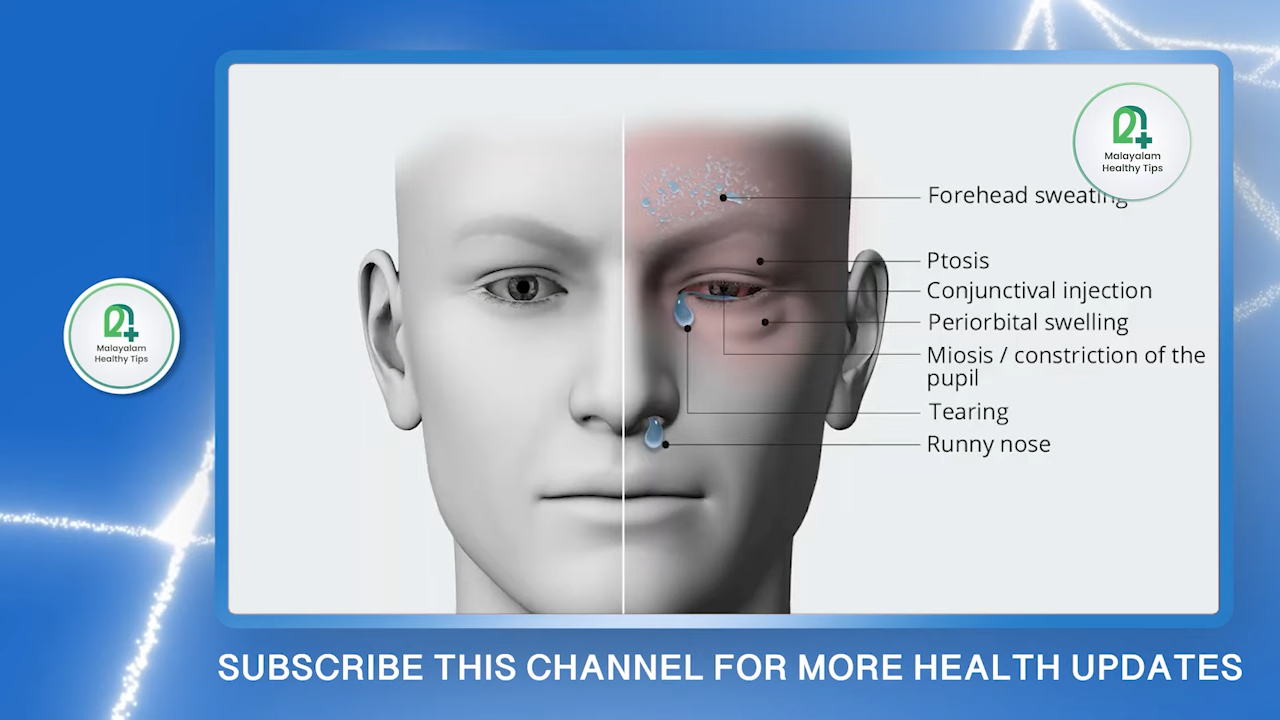 Malayalam
Healthy Tips
Forehead sweating
Ptosis
Conjunctival injection
Periorbital swelling
Miosis / constriction of the
pupil
Tearing
Runny nose
Malayalam
Healthy Tips
SUBSCRIBE THIS CHANNEL FOR MORE HEALTH UPDATES